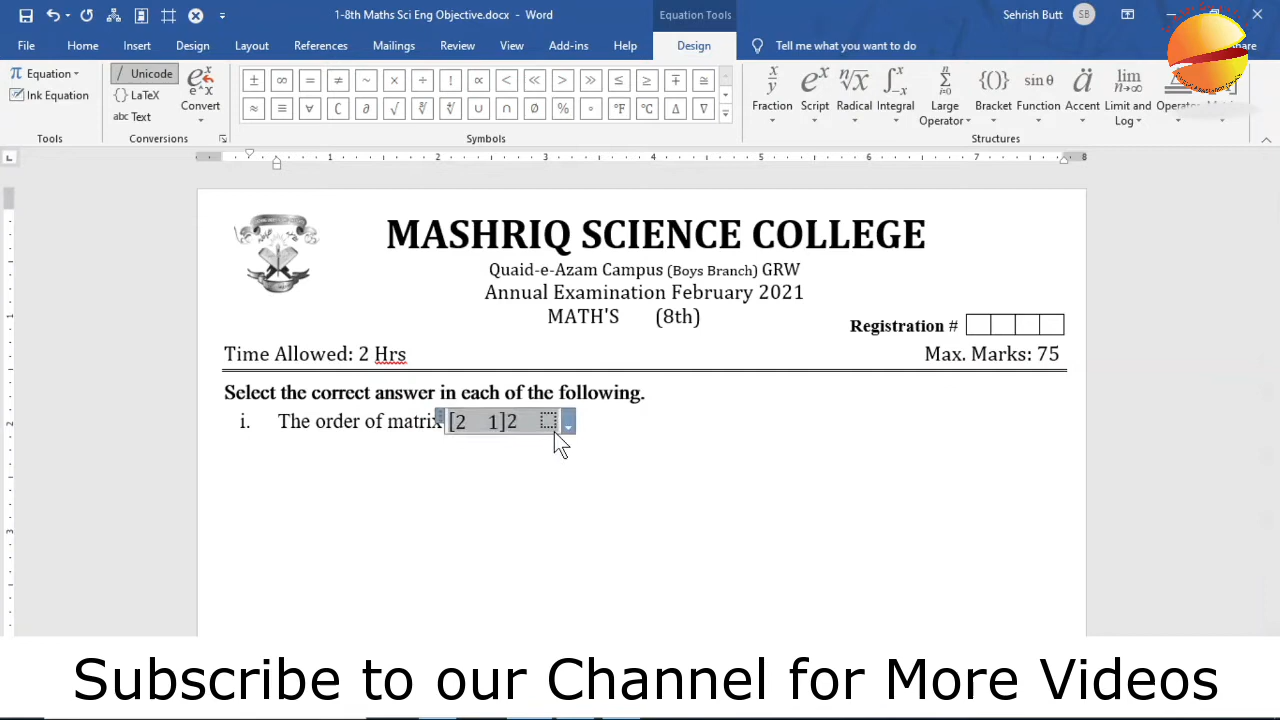 1-8th Maths Sci Eng Objective.docx - Word
Equation Tools
Sehrish Butt
SB
File Home Insert Design Layout References Mailings Review View Add-ins Help Design Tell me what you want to do
π Equation
Ink Equation
Tools
Unicode
LaTeX
abc Text
Convert
Conversions
± ∞ = ≠ ~ × ÷ ! ∝ < ≪ > ≫ ≤ ≥ ∓ ≅
≈ ≡ ∀ ∁ ∂ √ ∛ ∜ ∪ ∩ ∅ % ° °F °C ∆ ∇
Symbols
Fraction
Script
Radical
Integral
Large Operator
Bracket
Function
Accent
Limit and Log
Structures
MASHRIQ SCIENCE COLLEGE
Quaid-e-Azam Campus (Boys Branch) GRW
Annual Examination February 2021
MATH'S (8th)
Registration #
Time Allowed: 2 Hrs
Max. Marks: 75
Select the correct answer in each of the following.
i. The order of matrix [2 1]2
Subscribe to our Channel for More Videos